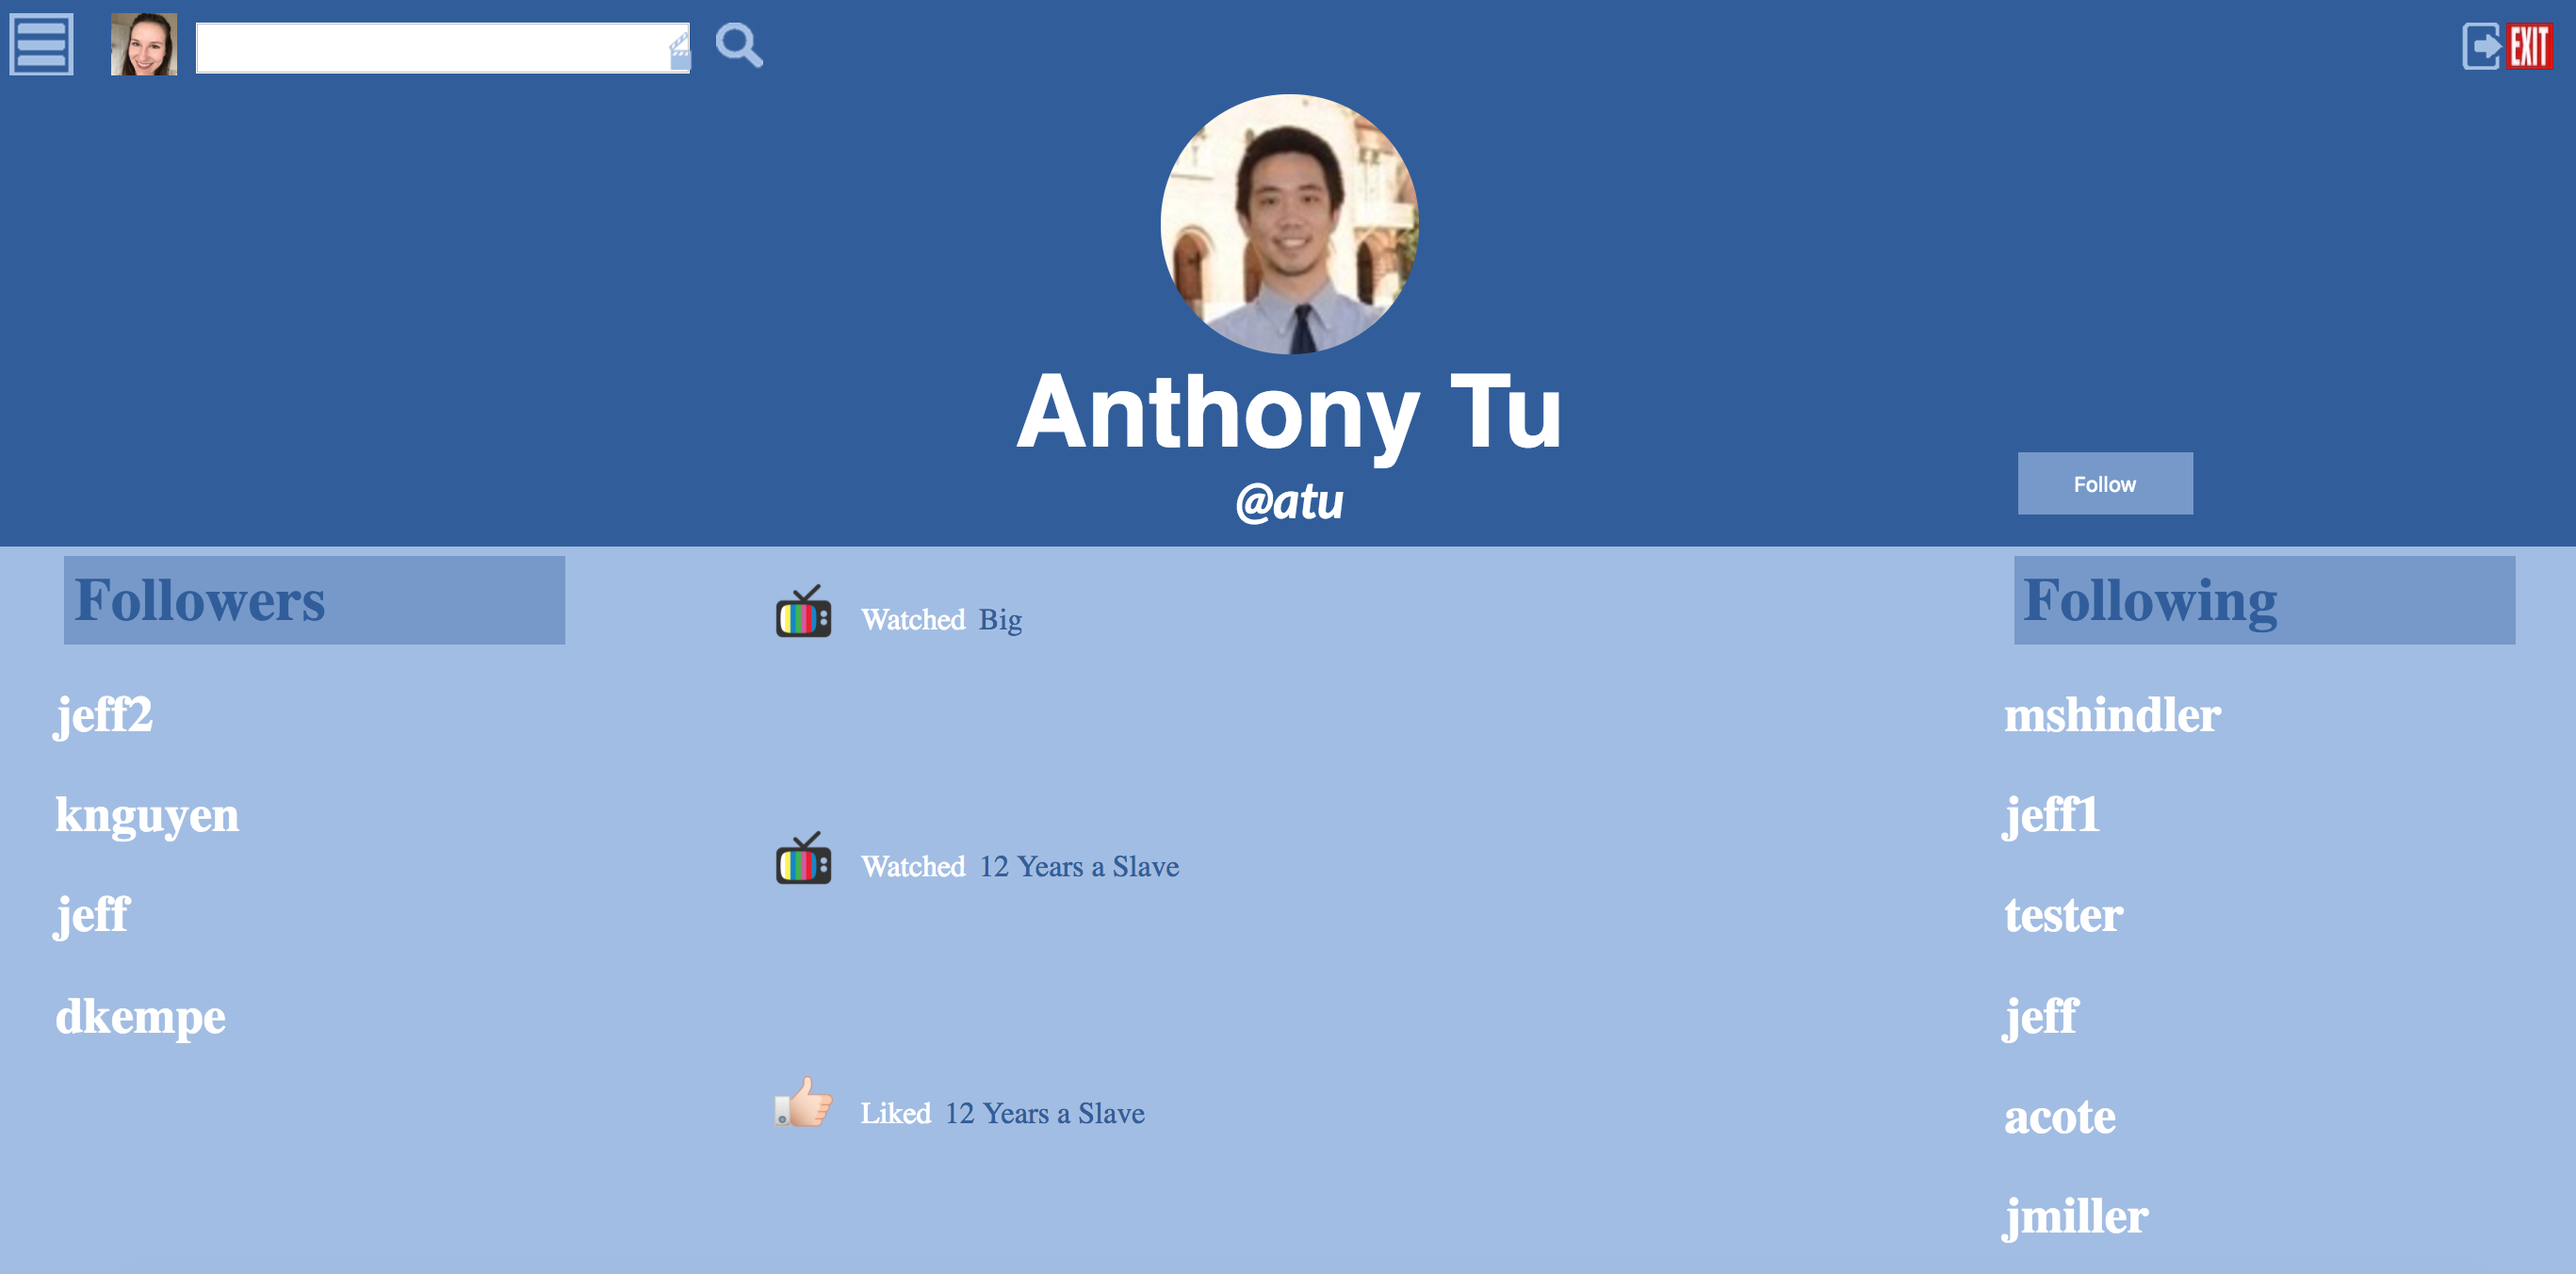 EXIT
Anthony Tu
@atu
Follow
Followers
jeff2
knguyen
jeff
dkempe
Watched Big
Watched 12 Years a Slave
Liked 12 Years a Slave
Following
mshindler
jeff1
tester
jeff
acote
jmiller